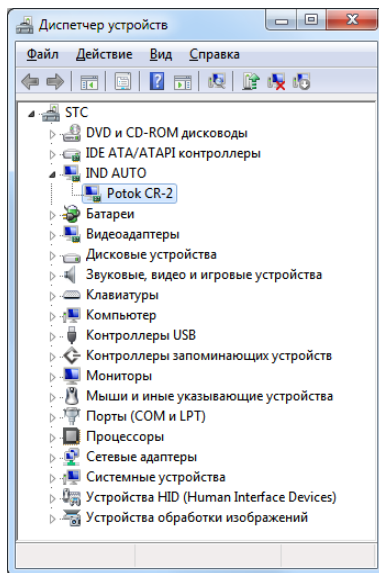 Диспетчер устройств
Файл Действие Вид Справка
STC
DVD и CD-ROM дисководы
IDE ATA/ATAPI контроллеры
IND AUTO
Potok CR-2
Батареи
Видеоадаптеры
Дисковые устройства
Звуковые, видео и игровые устройства
Клавиатуры
Компьютер
Контроллеры USB
Контроллеры запоминающих устройств
Мониторы
Мыши и иные указывающие устройства
Порты (COM и LPT)
Процессоры
Сетевые адаптеры
Системные устройства
Устройства HID (Human Interface Devices)
Устройства обработки изображений